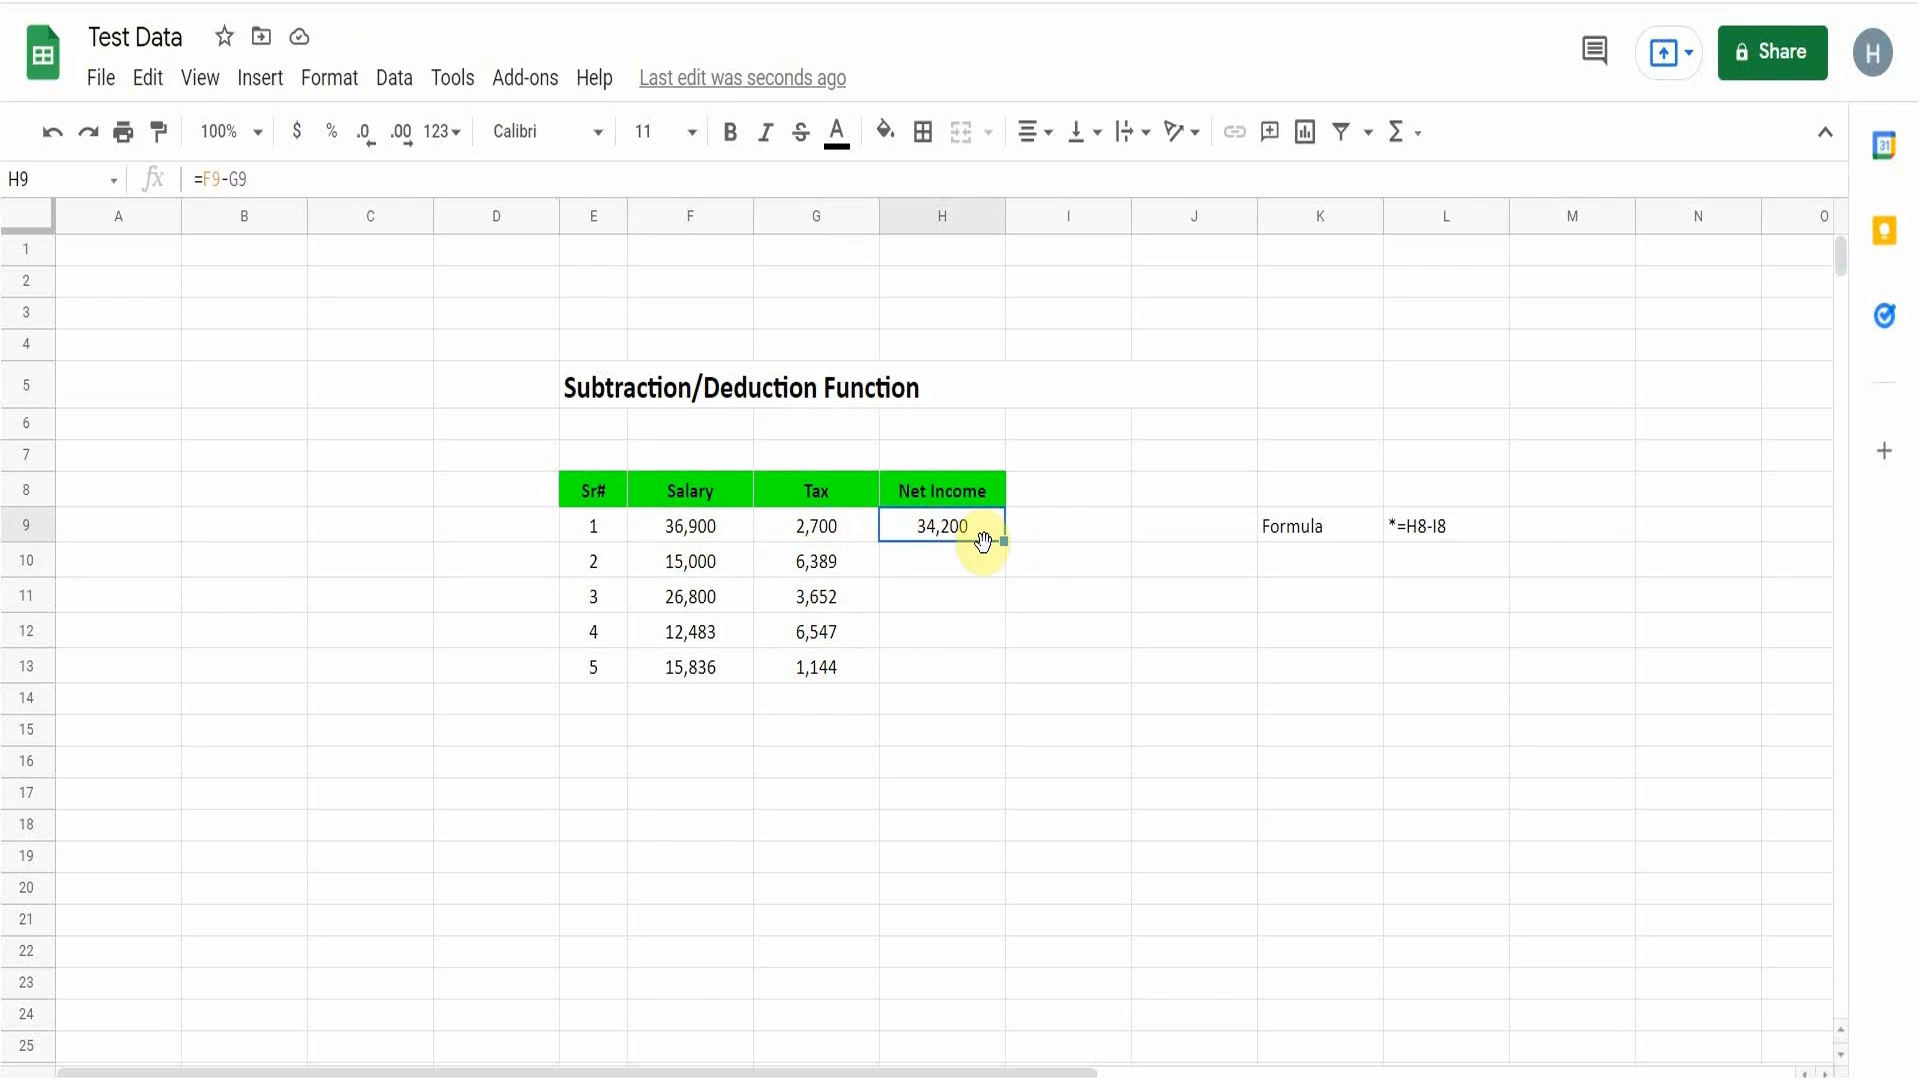 Test Data
File Edit View Insert Format Data Tools Add-ons Help Last edit was seconds ago
Share
H
100% $ % .0 .00 123 Calibri 11 B I S A
31
H9 fx =F9-G9
A B C D E F G H I J K L M N O
1
2
3
4
5 Subtraction/Deduction Function
6
7
8 Sr# Salary Tax Net Income
9 1 36,900 2,700 34,200 Formula *=H8-I8
10 2 15,000 6,389
11 3 26,800 3,652
12 4 12,483 6,547
13 5 15,836 1,144
14
15
16
17
18
19
20
21
22
23
24
25